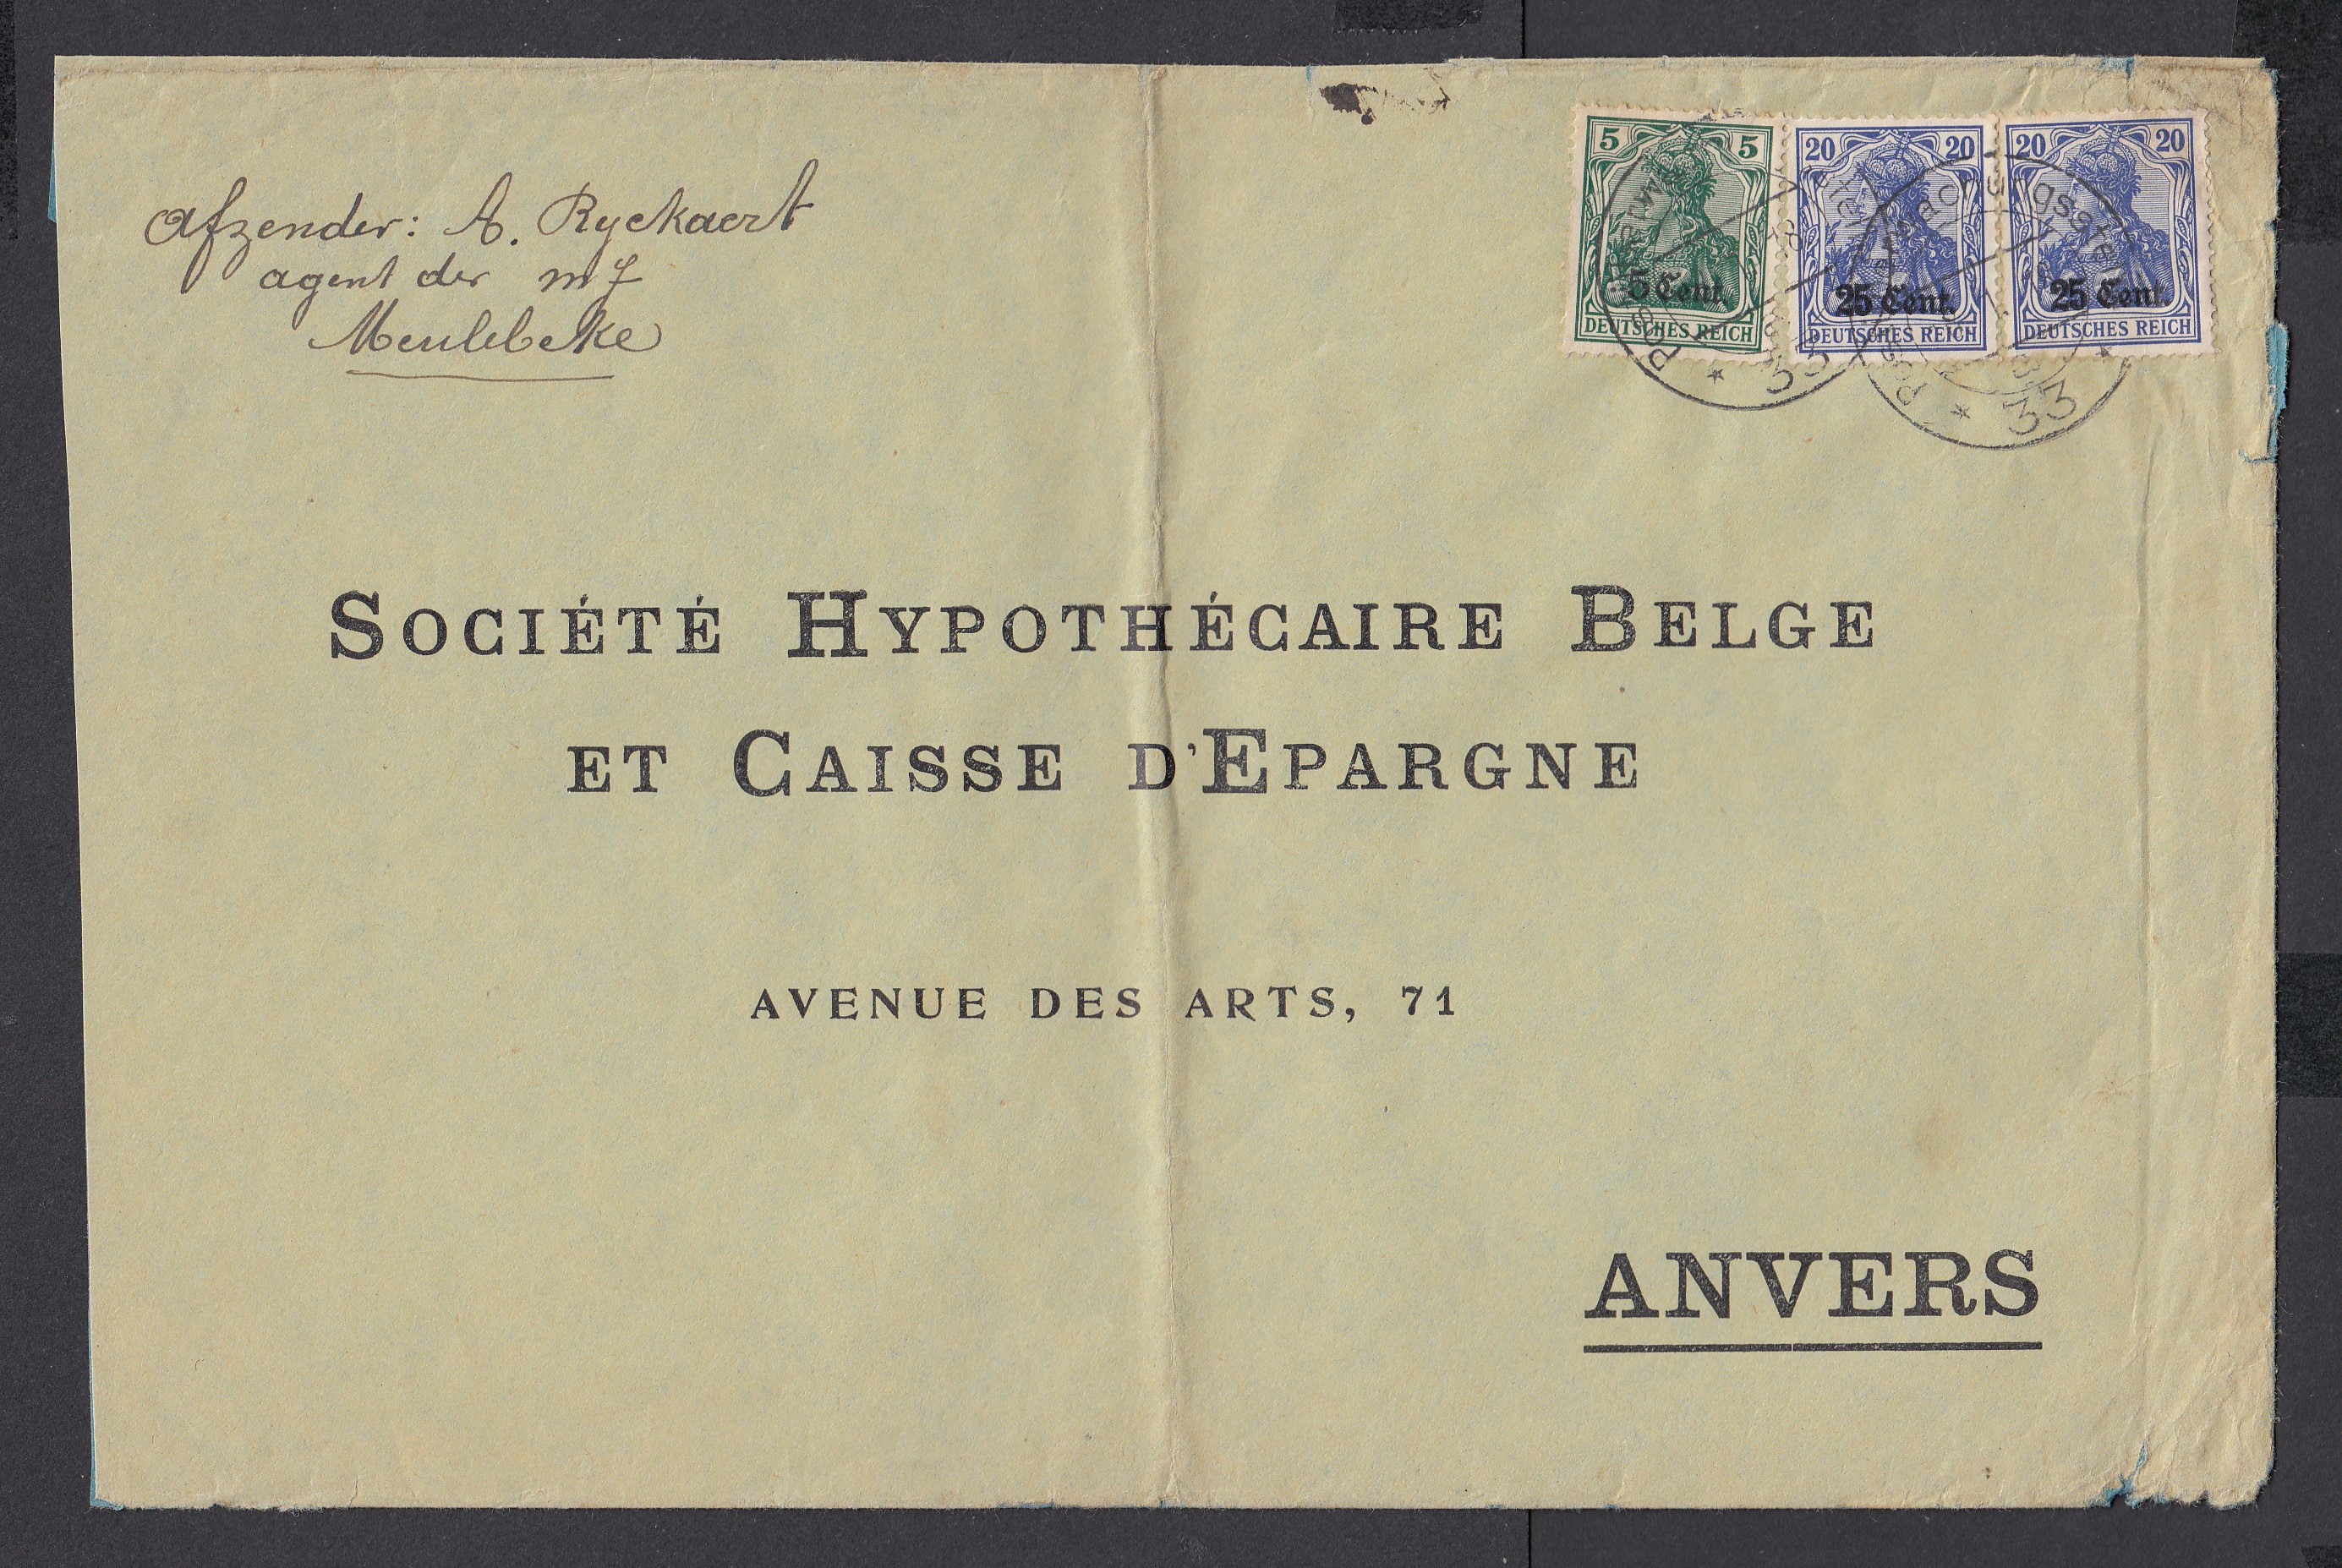 Afzender: A. Ryckaert
agent der mij
Meulebeke
5 5
5 Cent.
DEUTSCHES REICH
20 20
25 Cent.
DEUTSCHES REICH
20 20
25 Cent.
DEUTSCHES REICH
33
33
SOCIÉTÉ HYPOTHÉCAIRE BELGE
ET CAISSE D'EPARGNE
AVENUE DES ARTS, 71
ANVERS